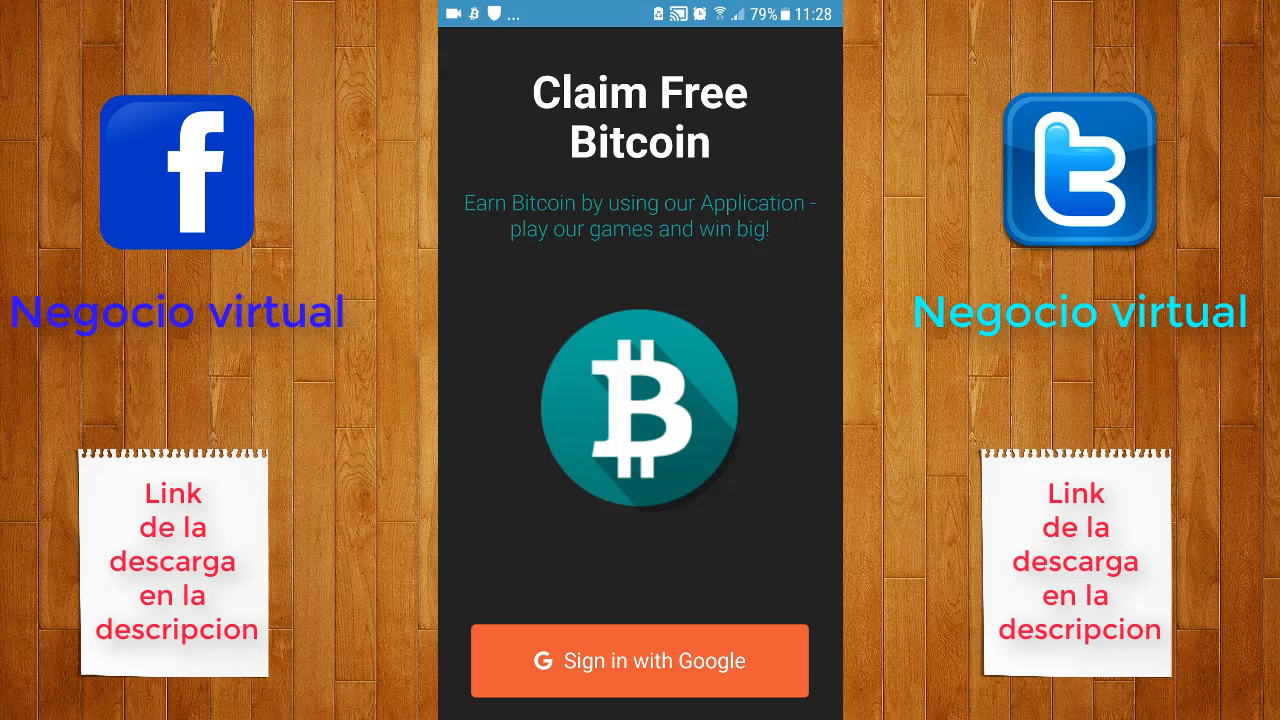 ... 79% 11:28
Claim Free
Bitcoin
Earn Bitcoin by using our Application -
play our games and win big!
Negocio virtual
Negocio virtual
Link
de la
descarga
en la
descripcion
Link
de la
descarga
en la
descripcion
Sign in with Google